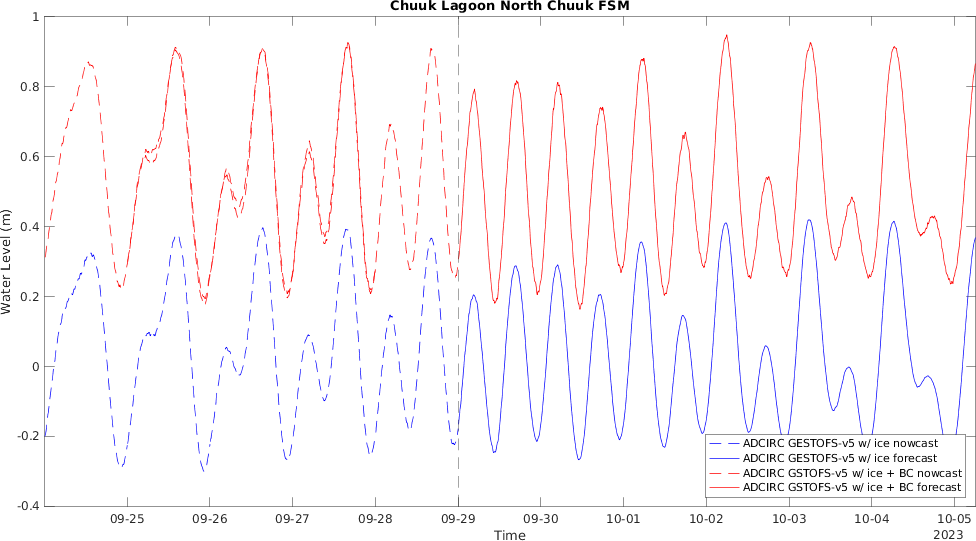 Chuuk Lagoon North Chuuk FSM
1
0.8
0.6
0.4
0.2
0
-0.2
-0.4
Water Level (m)
ADCIRC GESTOFS-v5 w/ ice nowcast
ADCIRC GESTOFS-v5 w/ ice forecast
ADCIRC GSTOFS-v5 w/ ice + BC nowcast
ADCIRC GSTOFS-v5 w/ ice + BC forecast
09-25 09-26 09-27 09-28 09-29 09-30 10-01 10-02 10-03 10-04 10-05
Time
2023